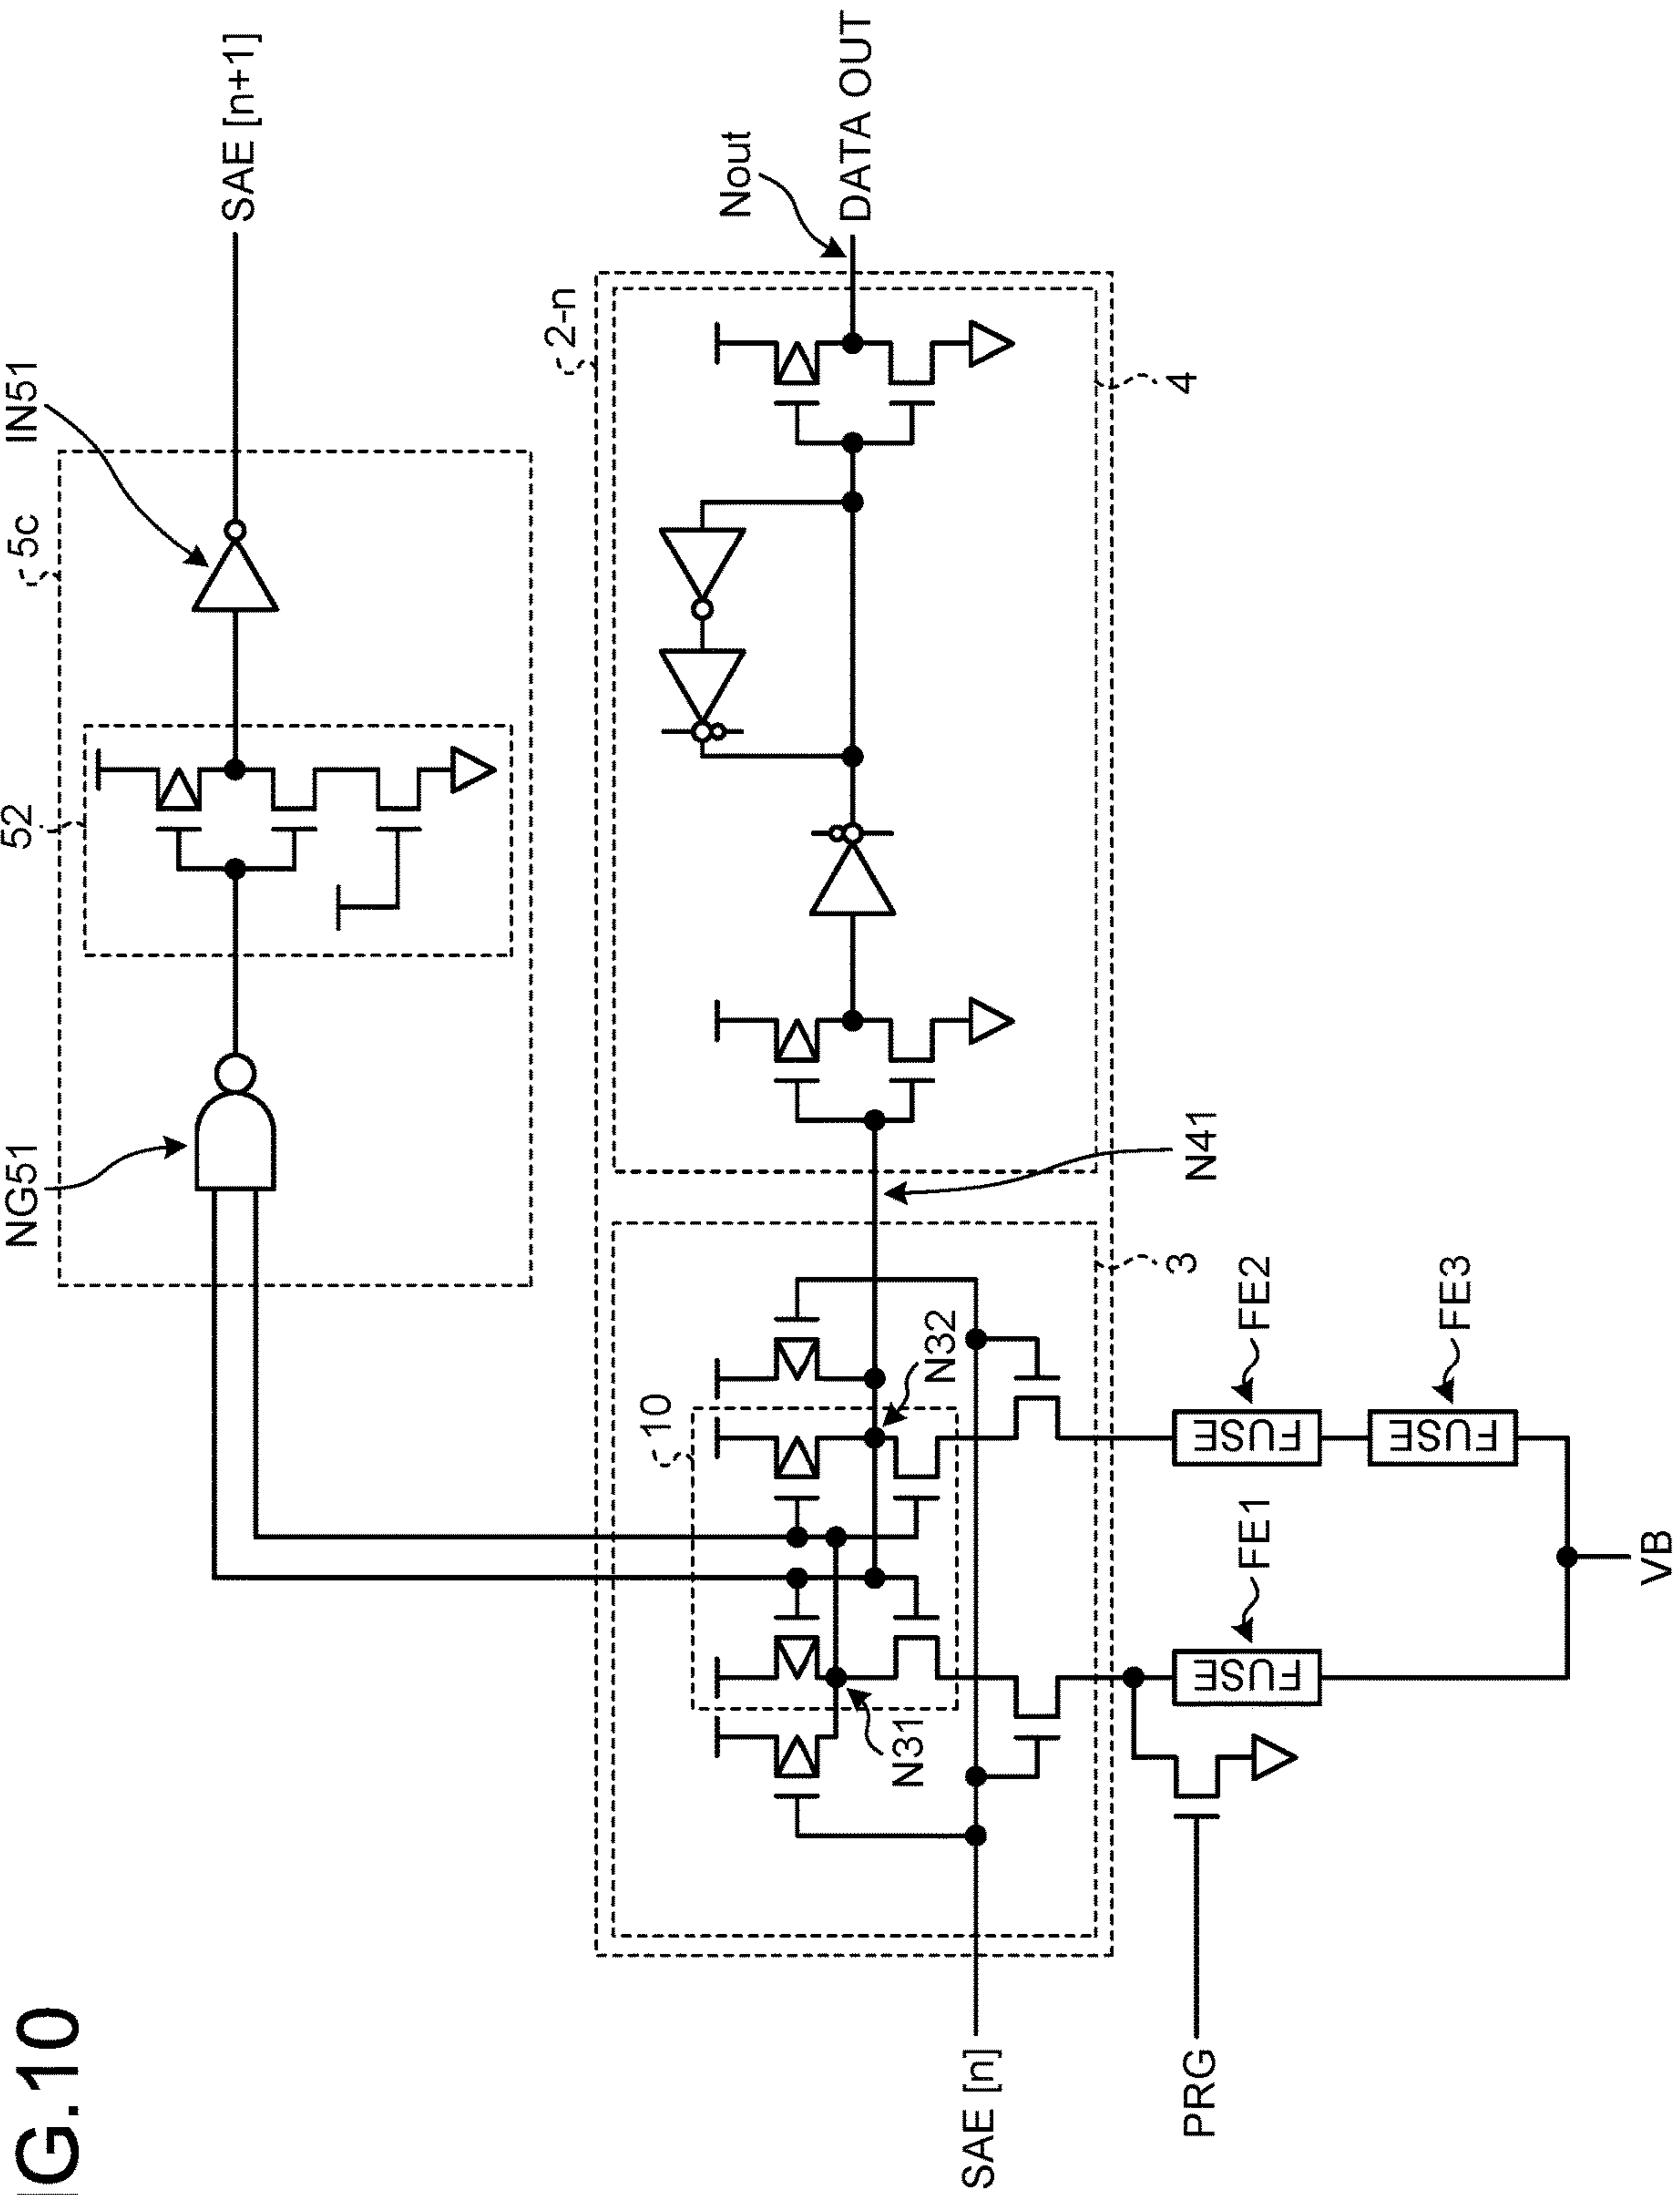 IG.10
SAE [n+1]
IN51
5c
52
NG51
Nout
DATA OUT
2-n
4
N41
3
N32
10
N31
SAE [n]
PRG
FUSE
FE1
FUSE
FE2
FUSE
FE3
VB